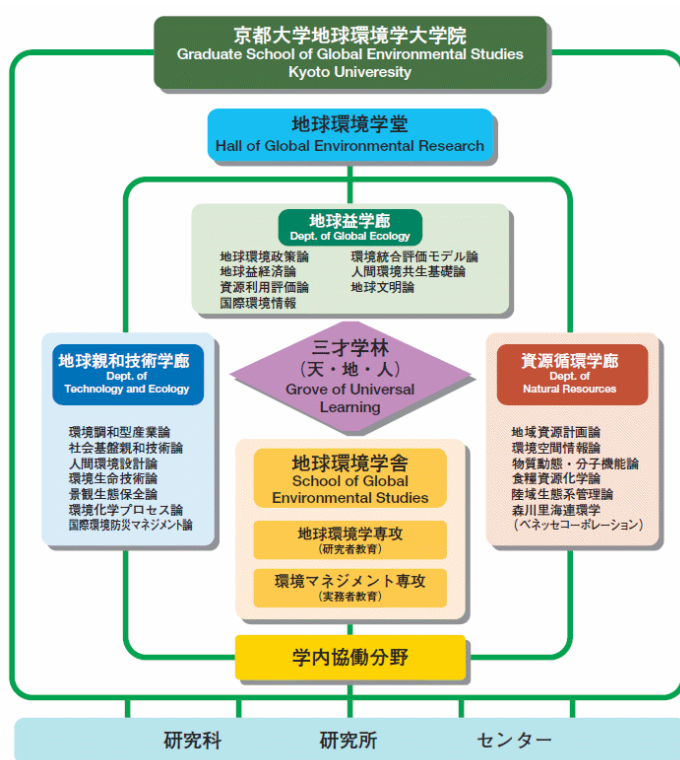 京都大学地球環境学大学院
Graduate School of Global Environmental Studies
Kyoto Univeresity
地球環境学堂
Hall of Global Environmental Research
地球益学廊
Dept. of Global Ecology
地球環境政策論
地球益経済論
資源利用評価論
国際環境情報
環境統合評価モデル論
人間環境共生基礎論
地球文明論
地球親和技術学廊
Dept. of
Technology and Ecology
環境調和型産業論
社会基盤親和技術論
人間環境設計論
環境生命技術論
景観生態保全論
環境化学プロセス論
国際環境防災マネジメント論
三才学林
(天・地・人)
Grove of Universal
Learning
資源循環学廊
Dept. of
Natural Resources
地域資源計画論
環境空間情報論
物質動態・分子機能論
食糧資源化学論
陸域生態系管理論
森川里海連環学
(ベネッセコーポレーション)
地球環境学舎
School of Global
Environmental Studies
地球環境学専攻
(研究者教育)
環境マネジメント専攻
(実務者教育)
学内協働分野
研究科 研究所 センター